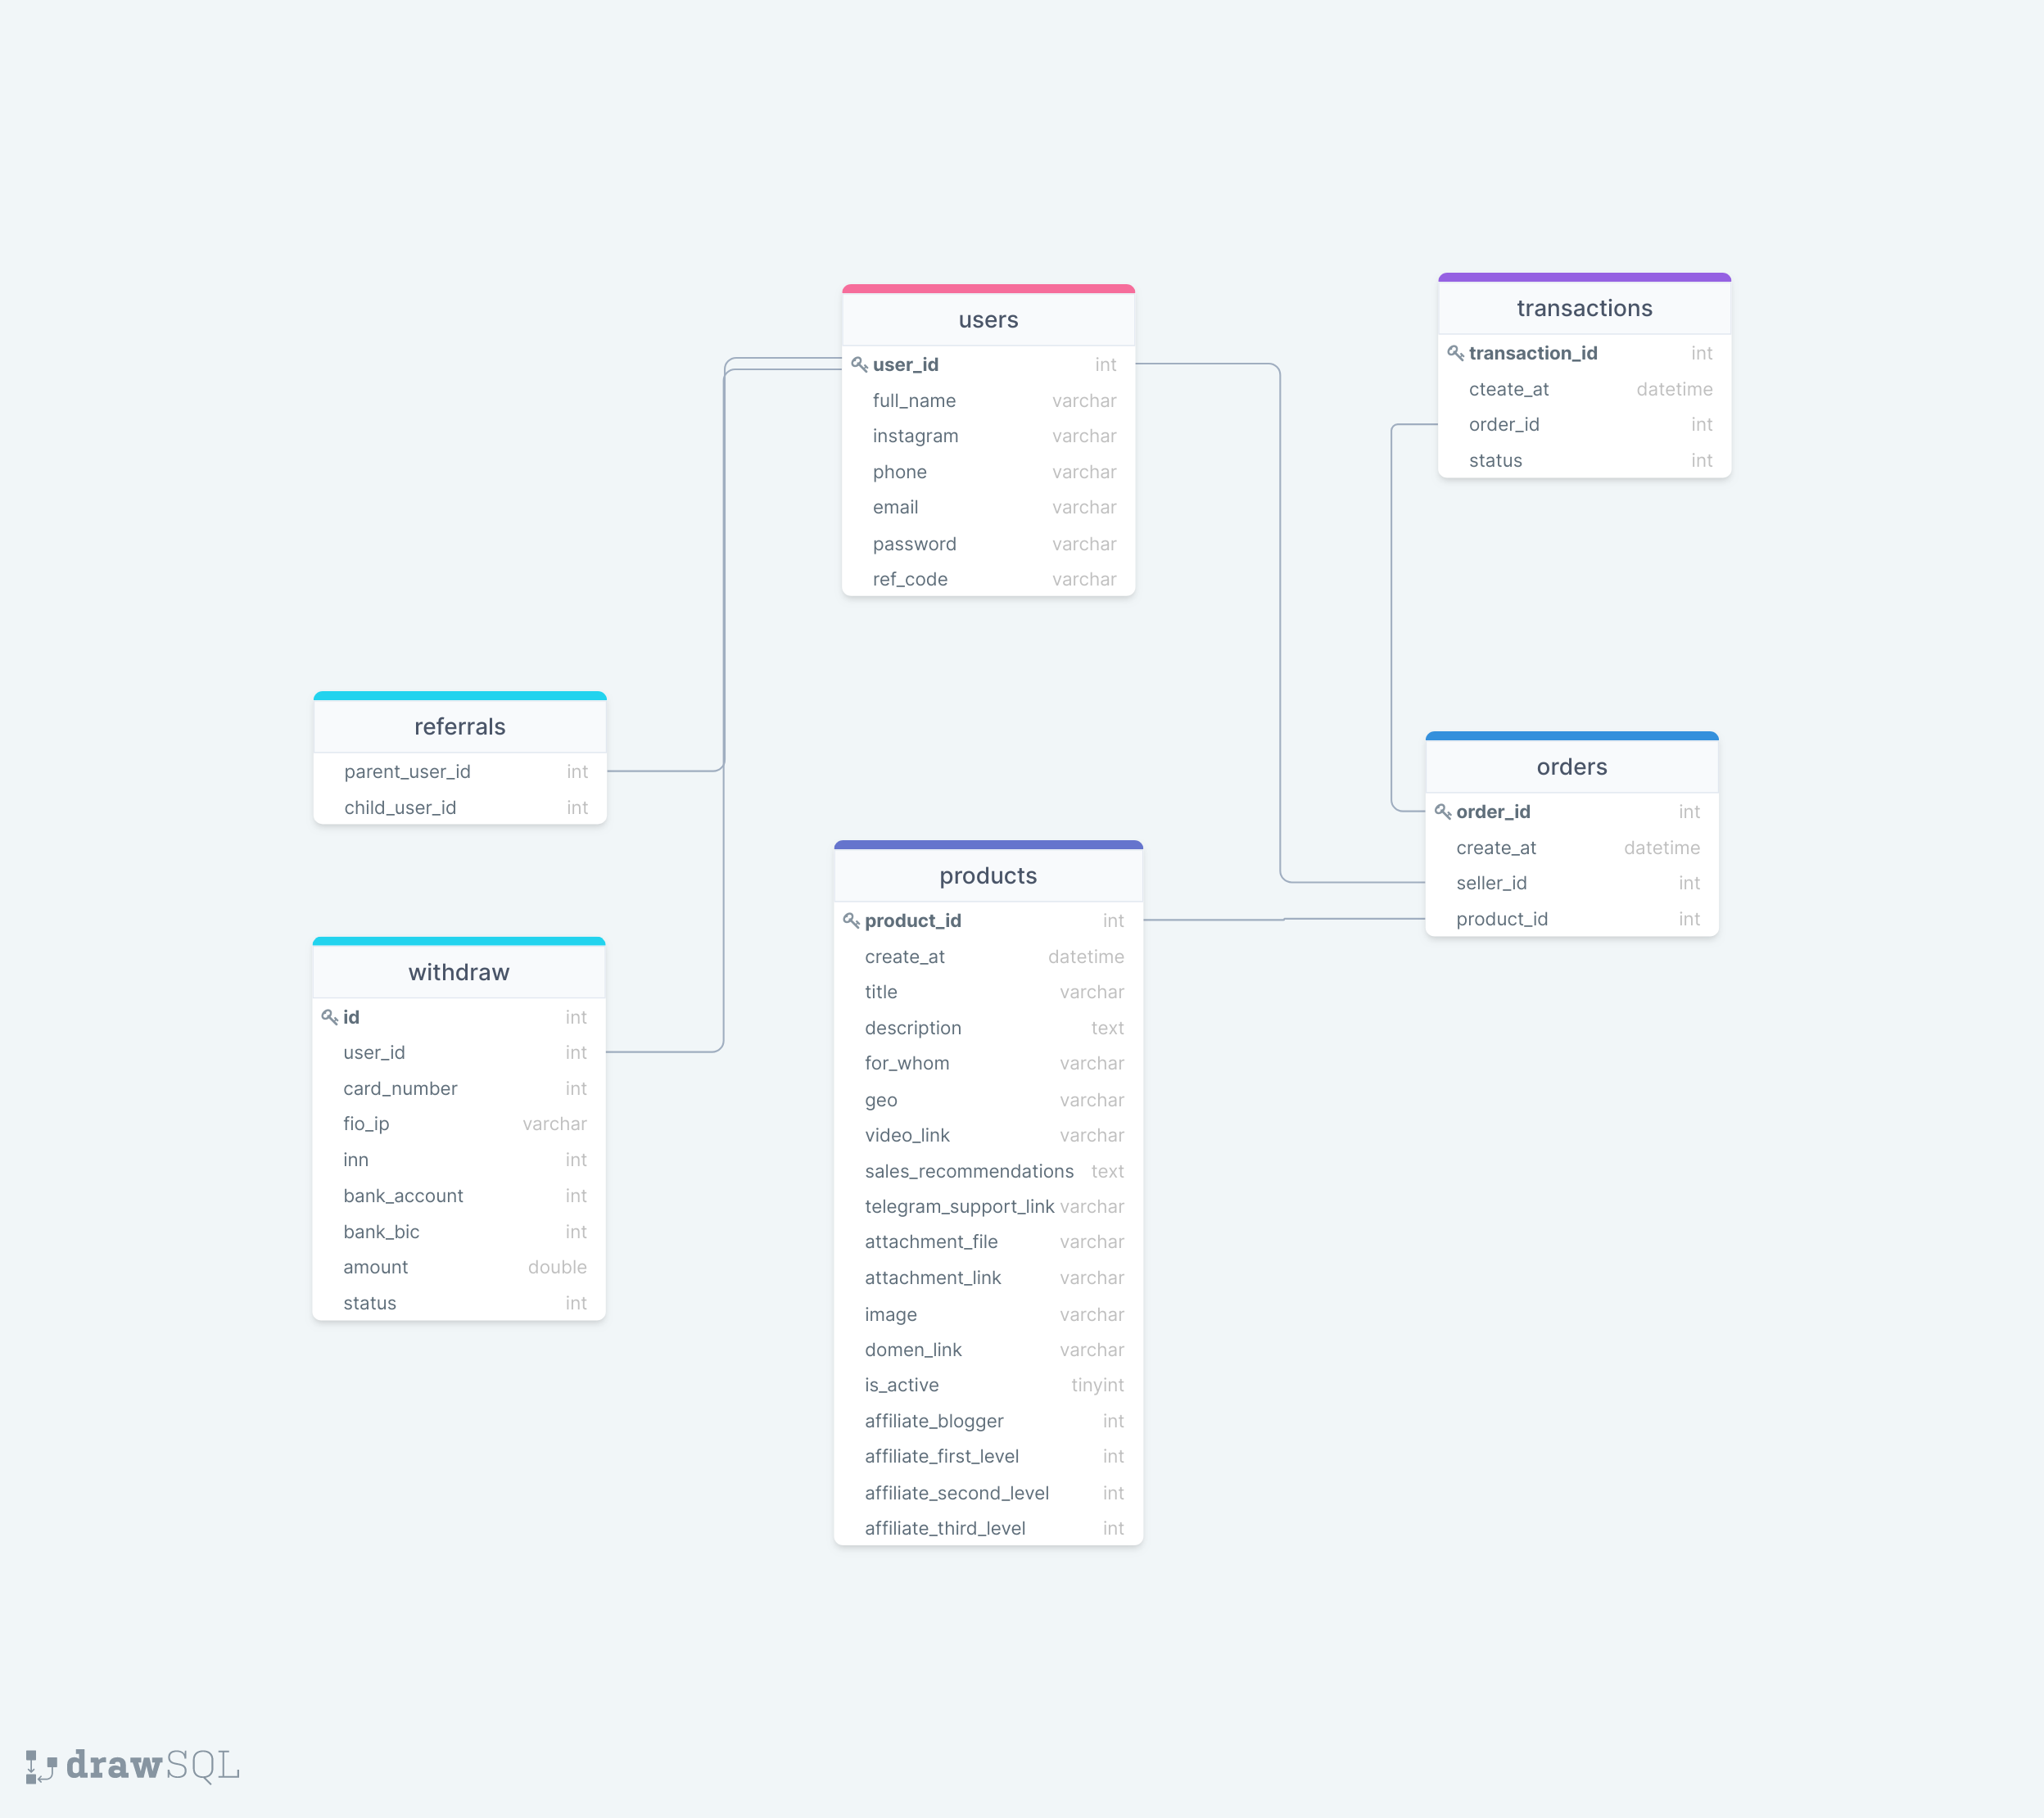 users
user_id int
full_name varchar
instagram varchar
phone varchar
email varchar
password varchar
ref_code varchar
transactions
transaction_id int
cteate_at datetime
order_id int
status int
referrals
parent_user_id int
child_user_id int
orders
order_id int
create_at datetime
seller_id int
product_id int
products
product_id int
create_at datetime
title varchar
description text
for_whom varchar
geo varchar
video_link varchar
sales_recommendations text
telegram_support_link varchar
attachment_file varchar
attachment_link varchar
image varchar
domen_link varchar
is_active tinyint
affiliate_blogger int
affiliate_first_level int
affiliate_second_level int
affiliate_third_level int
withdraw
id int
user_id int
card_number int
fio_ip varchar
inn int
bank_account int
bank_bic int
amount double
status int
drawSQL